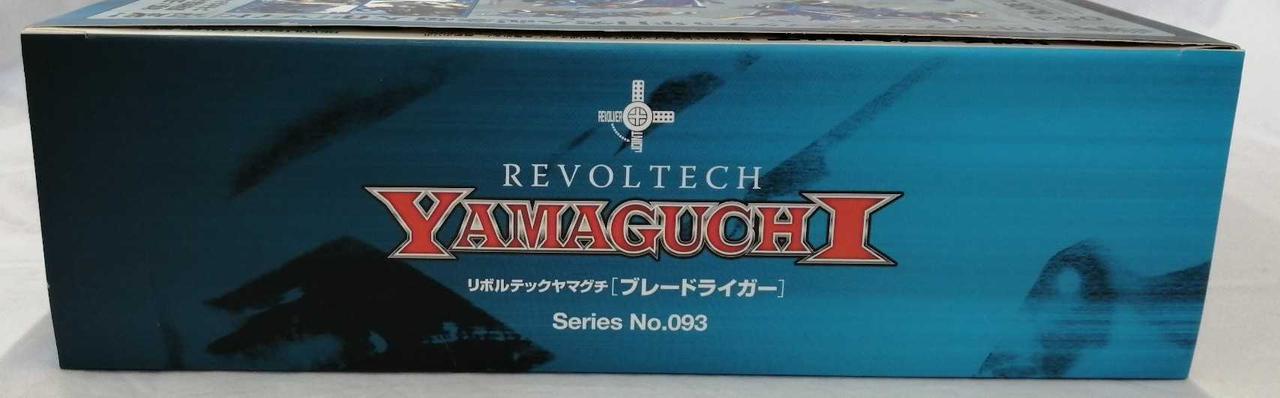 REVOLVER
JOINT
REVOLTECH
YAMAGUCHI
リボルテックヤマグチ［ブレードライガー］
Series No.093